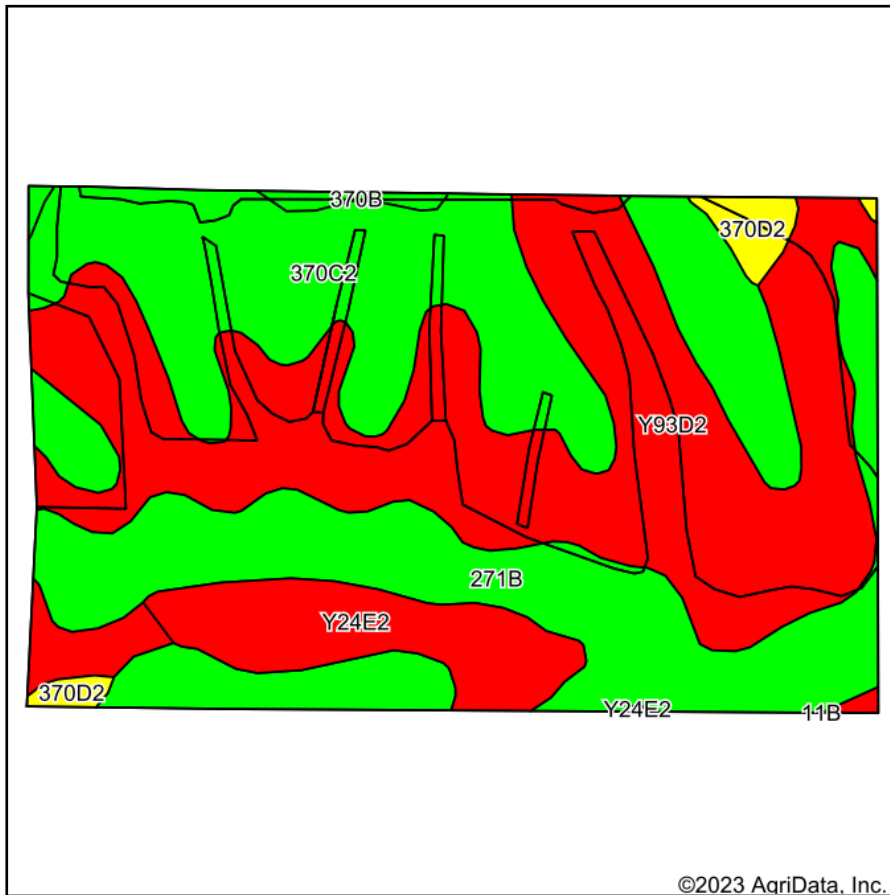 370B
370D2
370C2
Y93D2
271B
Y24E2
370D2
Y24E2
11B
©2023 AgriData, Inc.